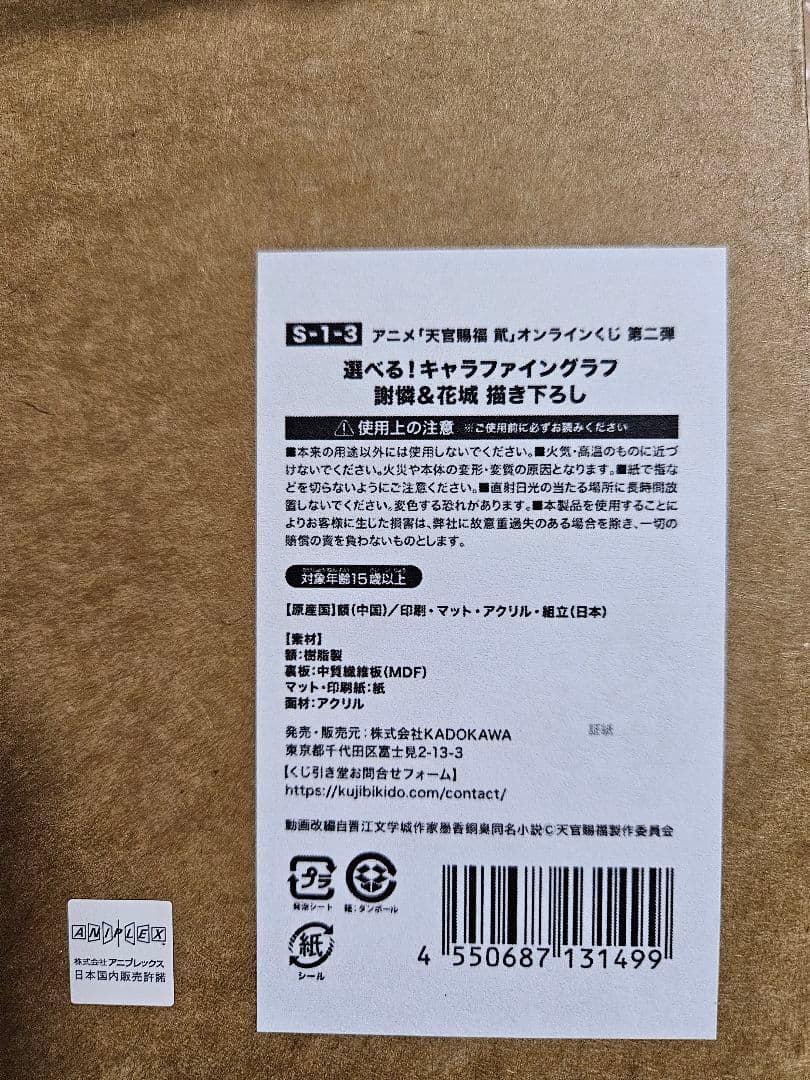 S-1-3 アニメ「天官賜福 貮」オンラインくじ 第二弾
選べる!キャラファイングラフ
謝憐&花城 描き下ろし
⚠使用上の注意 ※ご使用前に必ずお読みください
■本来の用途以外には使用しないでください。■火気・高温のものに近づ
けないでください。火災や本体の変形・変質の原因となります。■紙で指な
どを切らないようにご注意ください。■直射日光の当たる場所に長時間放
置しないでください。変色する恐れがあります。■本製品を使用することに
よりお客様に生じた損害は、弊社に故意重過失のある場合を除き、一切の
賠償の責を負わないものとします。
対象年齢15歳以上
【原産国】額(中国)/印刷・マット・アクリル・組立(日本)
【素材】
額:樹脂製
裏板:中質繊維板(MDF)
マット・印刷紙:紙
面材:アクリル
発売・販売元:株式会社KADOKAWA
証紙
東京都千代田区富士見2-13-3
【くじ引き堂お問合せフォーム】
https://kujibikido.com/contact/
動画改編自晋江文学城作家墨香銅臭同名小説©天官賜福製作委員会
プラ
発泡シート
紙:ダンボール
紙
シール
4 550687 131499
ANIPLEX
株式会社アニプレックス
日本国内販売許諾